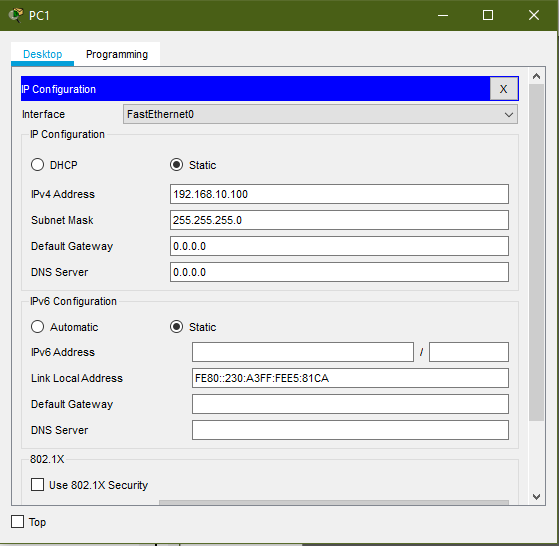 PC1
Desktop Programming
IP Configuration X
Interface FastEthernet0
IP Configuration
DHCP Static
IPv4 Address 192.168.10.100
Subnet Mask 255.255.255.0
Default Gateway 0.0.0.0
DNS Server 0.0.0.0
IPv6 Configuration
Automatic Static
IPv6 Address /
Link Local Address FE80::230:A3FF:FEE5:81CA
Default Gateway
DNS Server
802.1X
Use 802.1X Security
Top